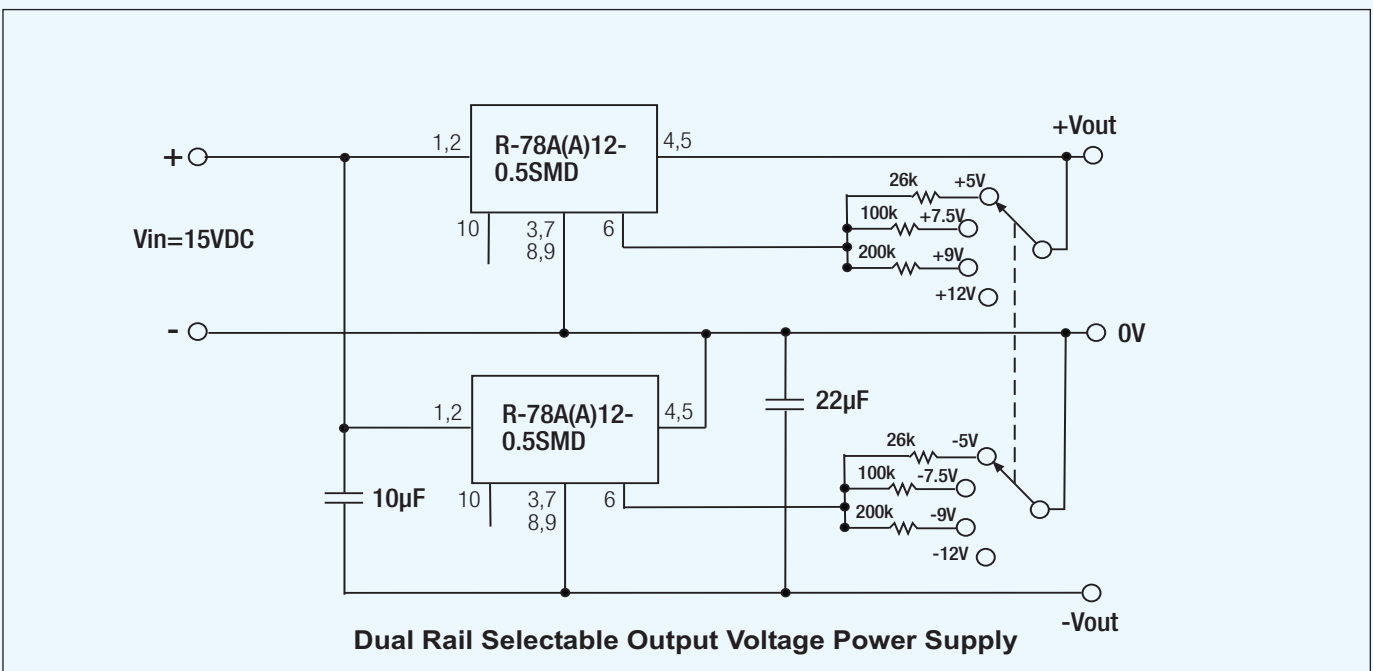 +Vout
+
1,2
R-78A(A)12-
0.5SMD
4,5
26k
+5V
100k
+7.5V
200k
+9V
+12V
10
3,7
8,9
6
Vin=15VDC
-
0V
1,2
R-78A(A)12-
0.5SMD
4,5
22µF
26k
-5V
100k
-7.5V
200k
-9V
-12V
10µF
10
3,7
8,9
6
-Vout
Dual Rail Selectable Output Voltage Power Supply